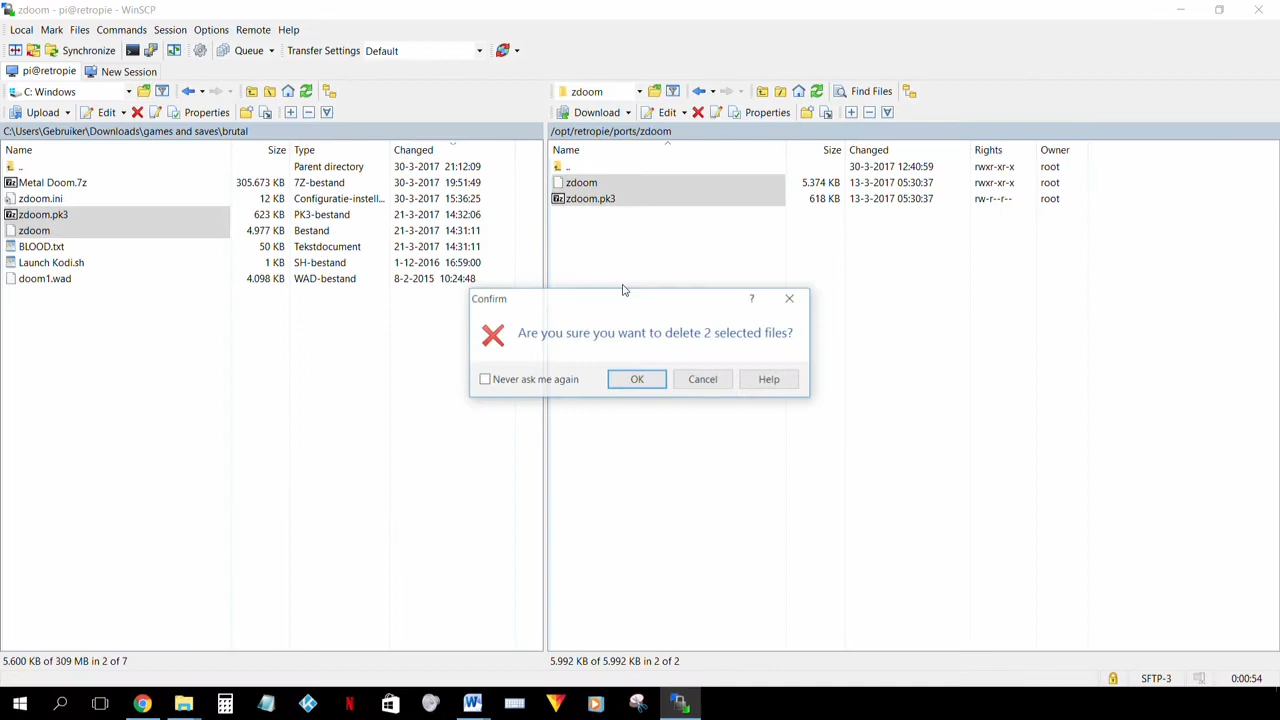 zdoom - pi@retropie - WinSCP
Local Mark Files Commands Session Options Remote Help
Synchronize Queue Transfer Settings Default
pi@retropie New Session
C: Windows zdoom Find Files
Upload Edit Properties Download Edit Properties
C:\Users\Gebruiker\Downloads\games and saves\brutal /opt/retropie/ports/zdoom
Name Size Type Changed Name Size Changed Rights Owner
.. Parent directory 30-3-2017 21:12:09 .. 30-3-2017 12:40:59 rwxr-xr-x root
Metal Doom.7z 305.673 KB 7Z-bestand 30-3-2017 19:51:49 zdoom 5.374 KB 13-3-2017 05:30:37 rwxr-xr-x root
zdoom.ini 12 KB Configuratie-instell... 30-3-2017 15:36:25 zdoom.pk3 618 KB 13-3-2017 05:30:37 rw-r--r-- root
zdoom.pk3 623 KB PK3-bestand 21-3-2017 14:32:06
zdoom 4.977 KB Bestand 21-3-2017 14:31:11
BLOOD.txt 50 KB Tekstdocument 21-3-2017 14:31:11
Launch Kodi.sh 1 KB SH-bestand 1-12-2016 16:59:00
doom1.wad 4.098 KB WAD-bestand 8-2-2015 10:24:48
Confirm ?
Are you sure you want to delete 2 selected files?
Never ask me again OK Cancel Help
5.600 KB of 309 MB in 2 of 7 5.992 KB of 5.992 KB in 2 of 2
SFTP-3 0:00:54